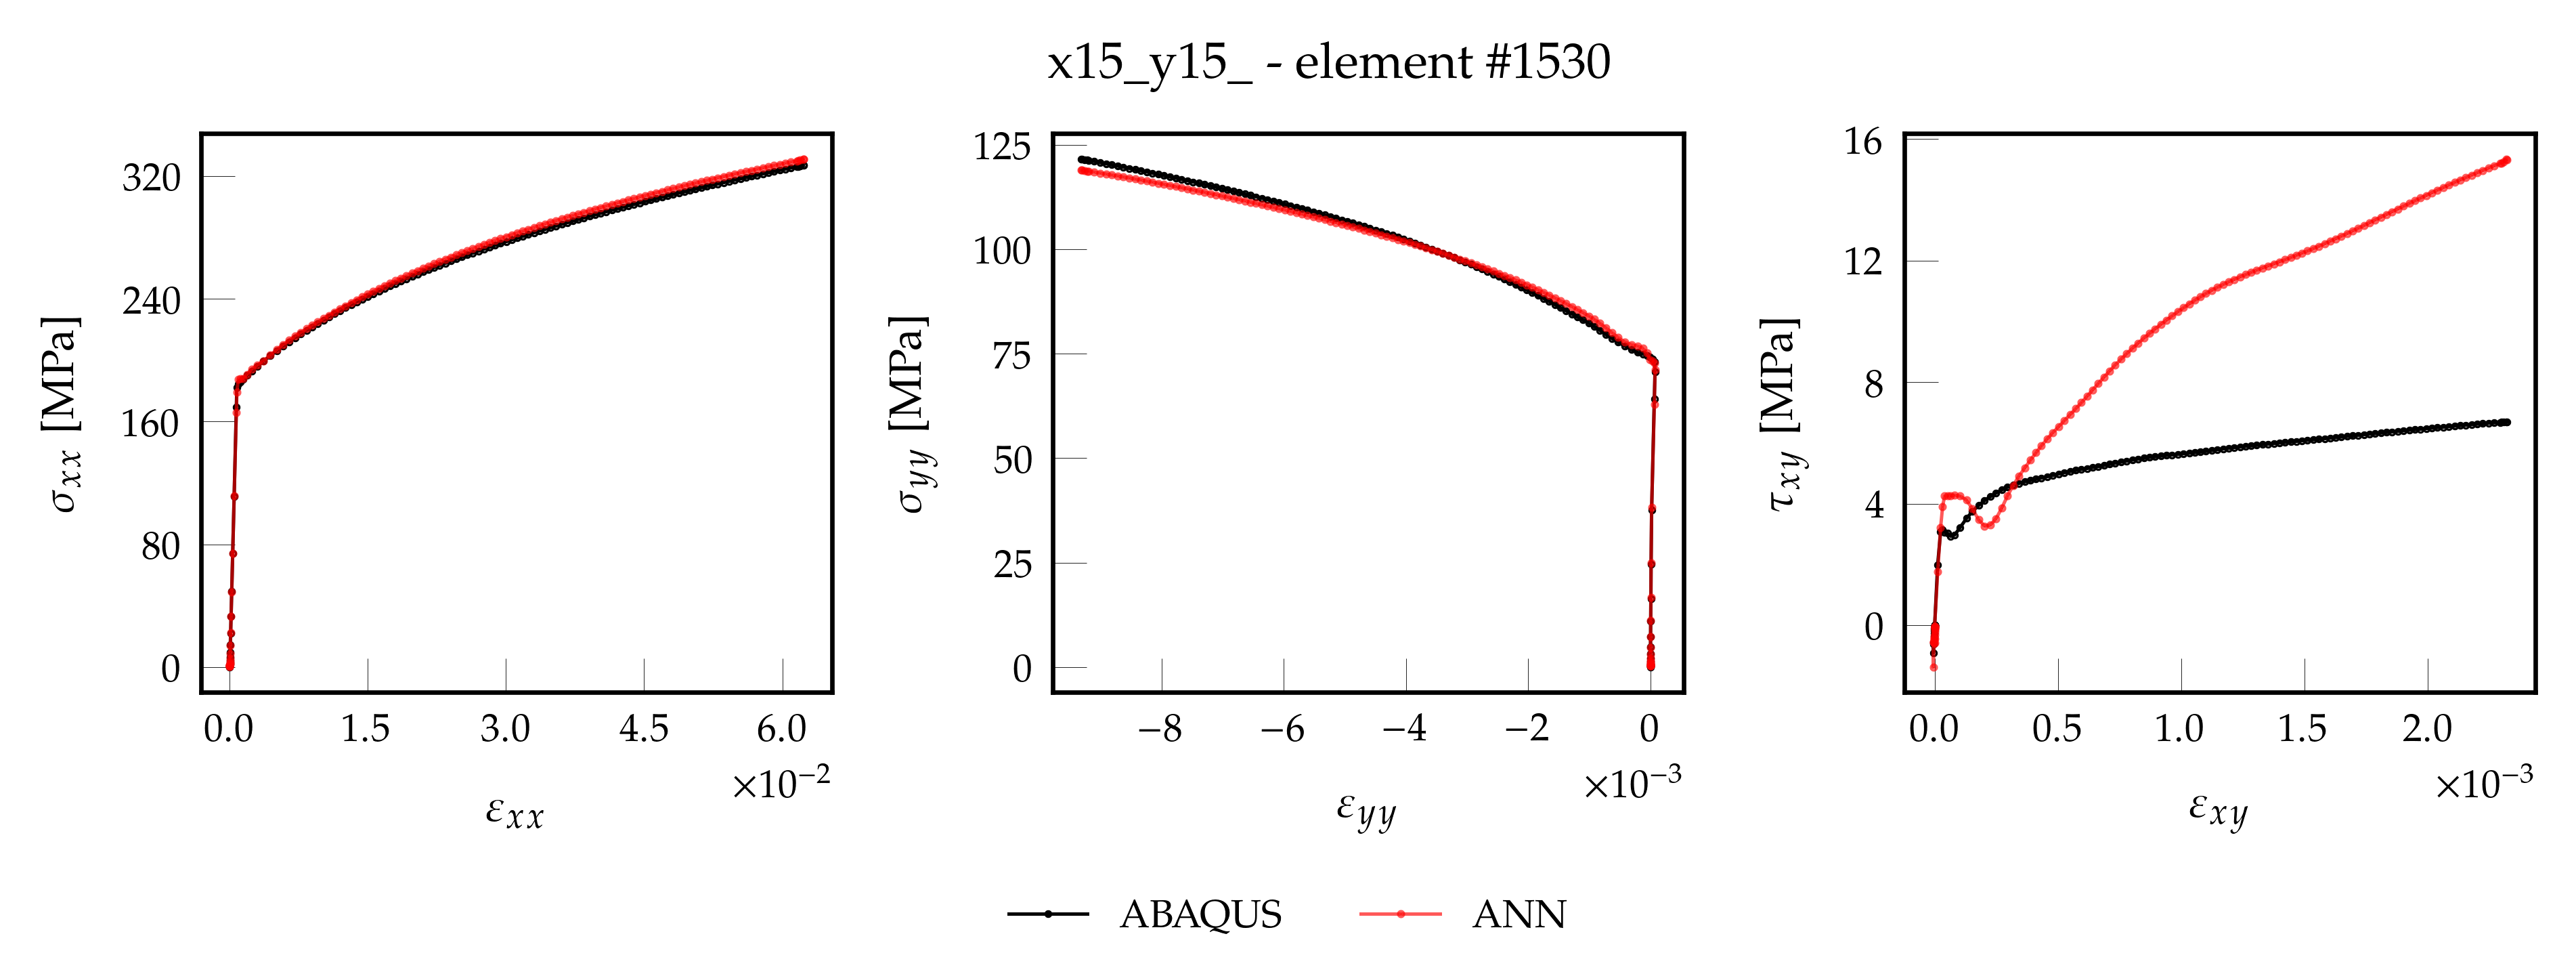 x15_y15_ - element #1530
σxx [MPa]
320
240
160
80
0
0.0 1.5 3.0 4.5 6.0
×10−2
εxx
σyy [MPa]
125
100
75
50
25
0
−8 −6 −4 −2 0
×10−3
εyy
τxy [MPa]
16
12
8
4
0
0.0 0.5 1.0 1.5 2.0
×10−3
εxy
ABAQUS ANN